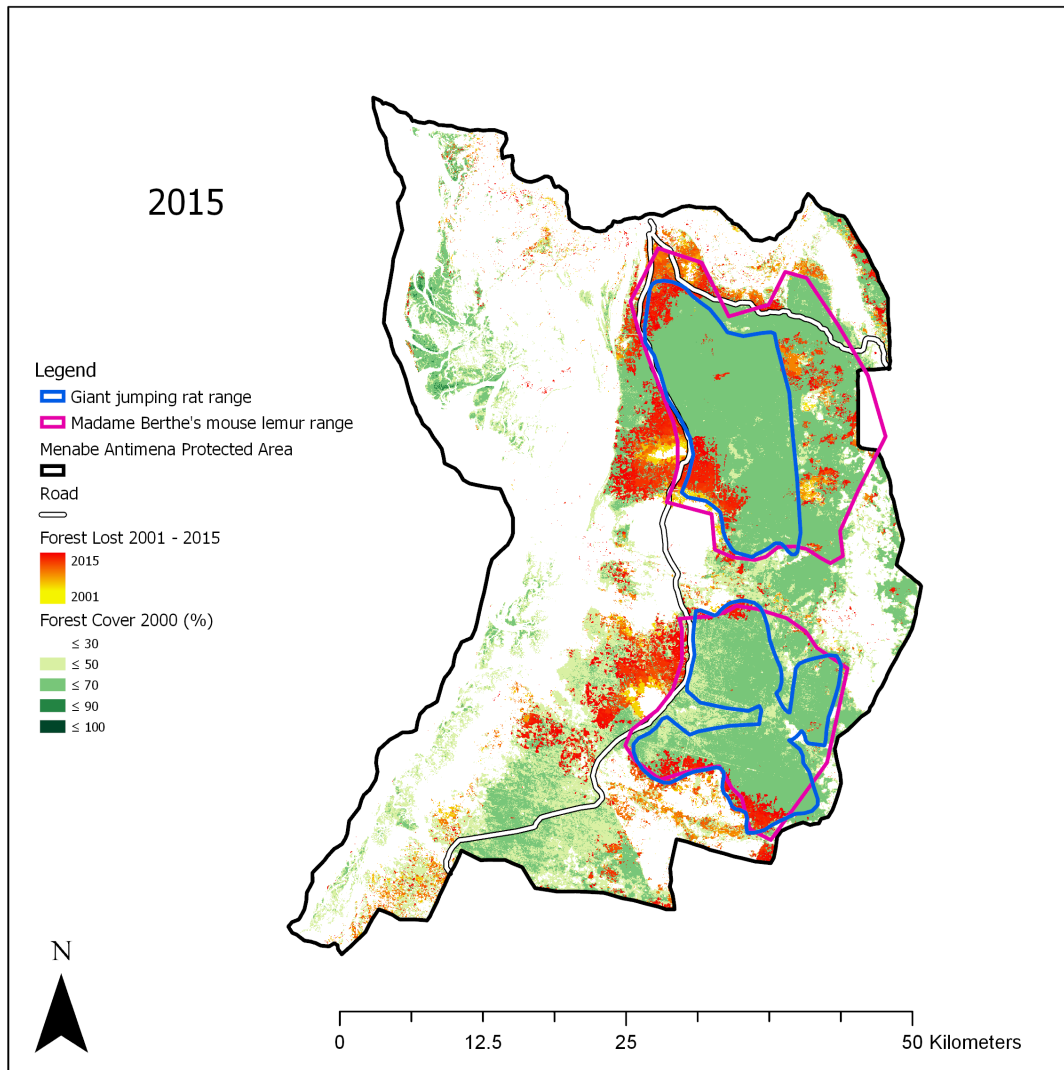 2015
Legend
Giant jumping rat range
Madame Berthe's mouse lemur range
Menabe Antimena Protected Area
Road
Forest Lost 2001 - 2015
2015
2001
Forest Cover 2000 (%)
≤ 30
≤ 50
≤ 70
≤ 90
≤ 100
N
0 12.5 25 50 Kilometers